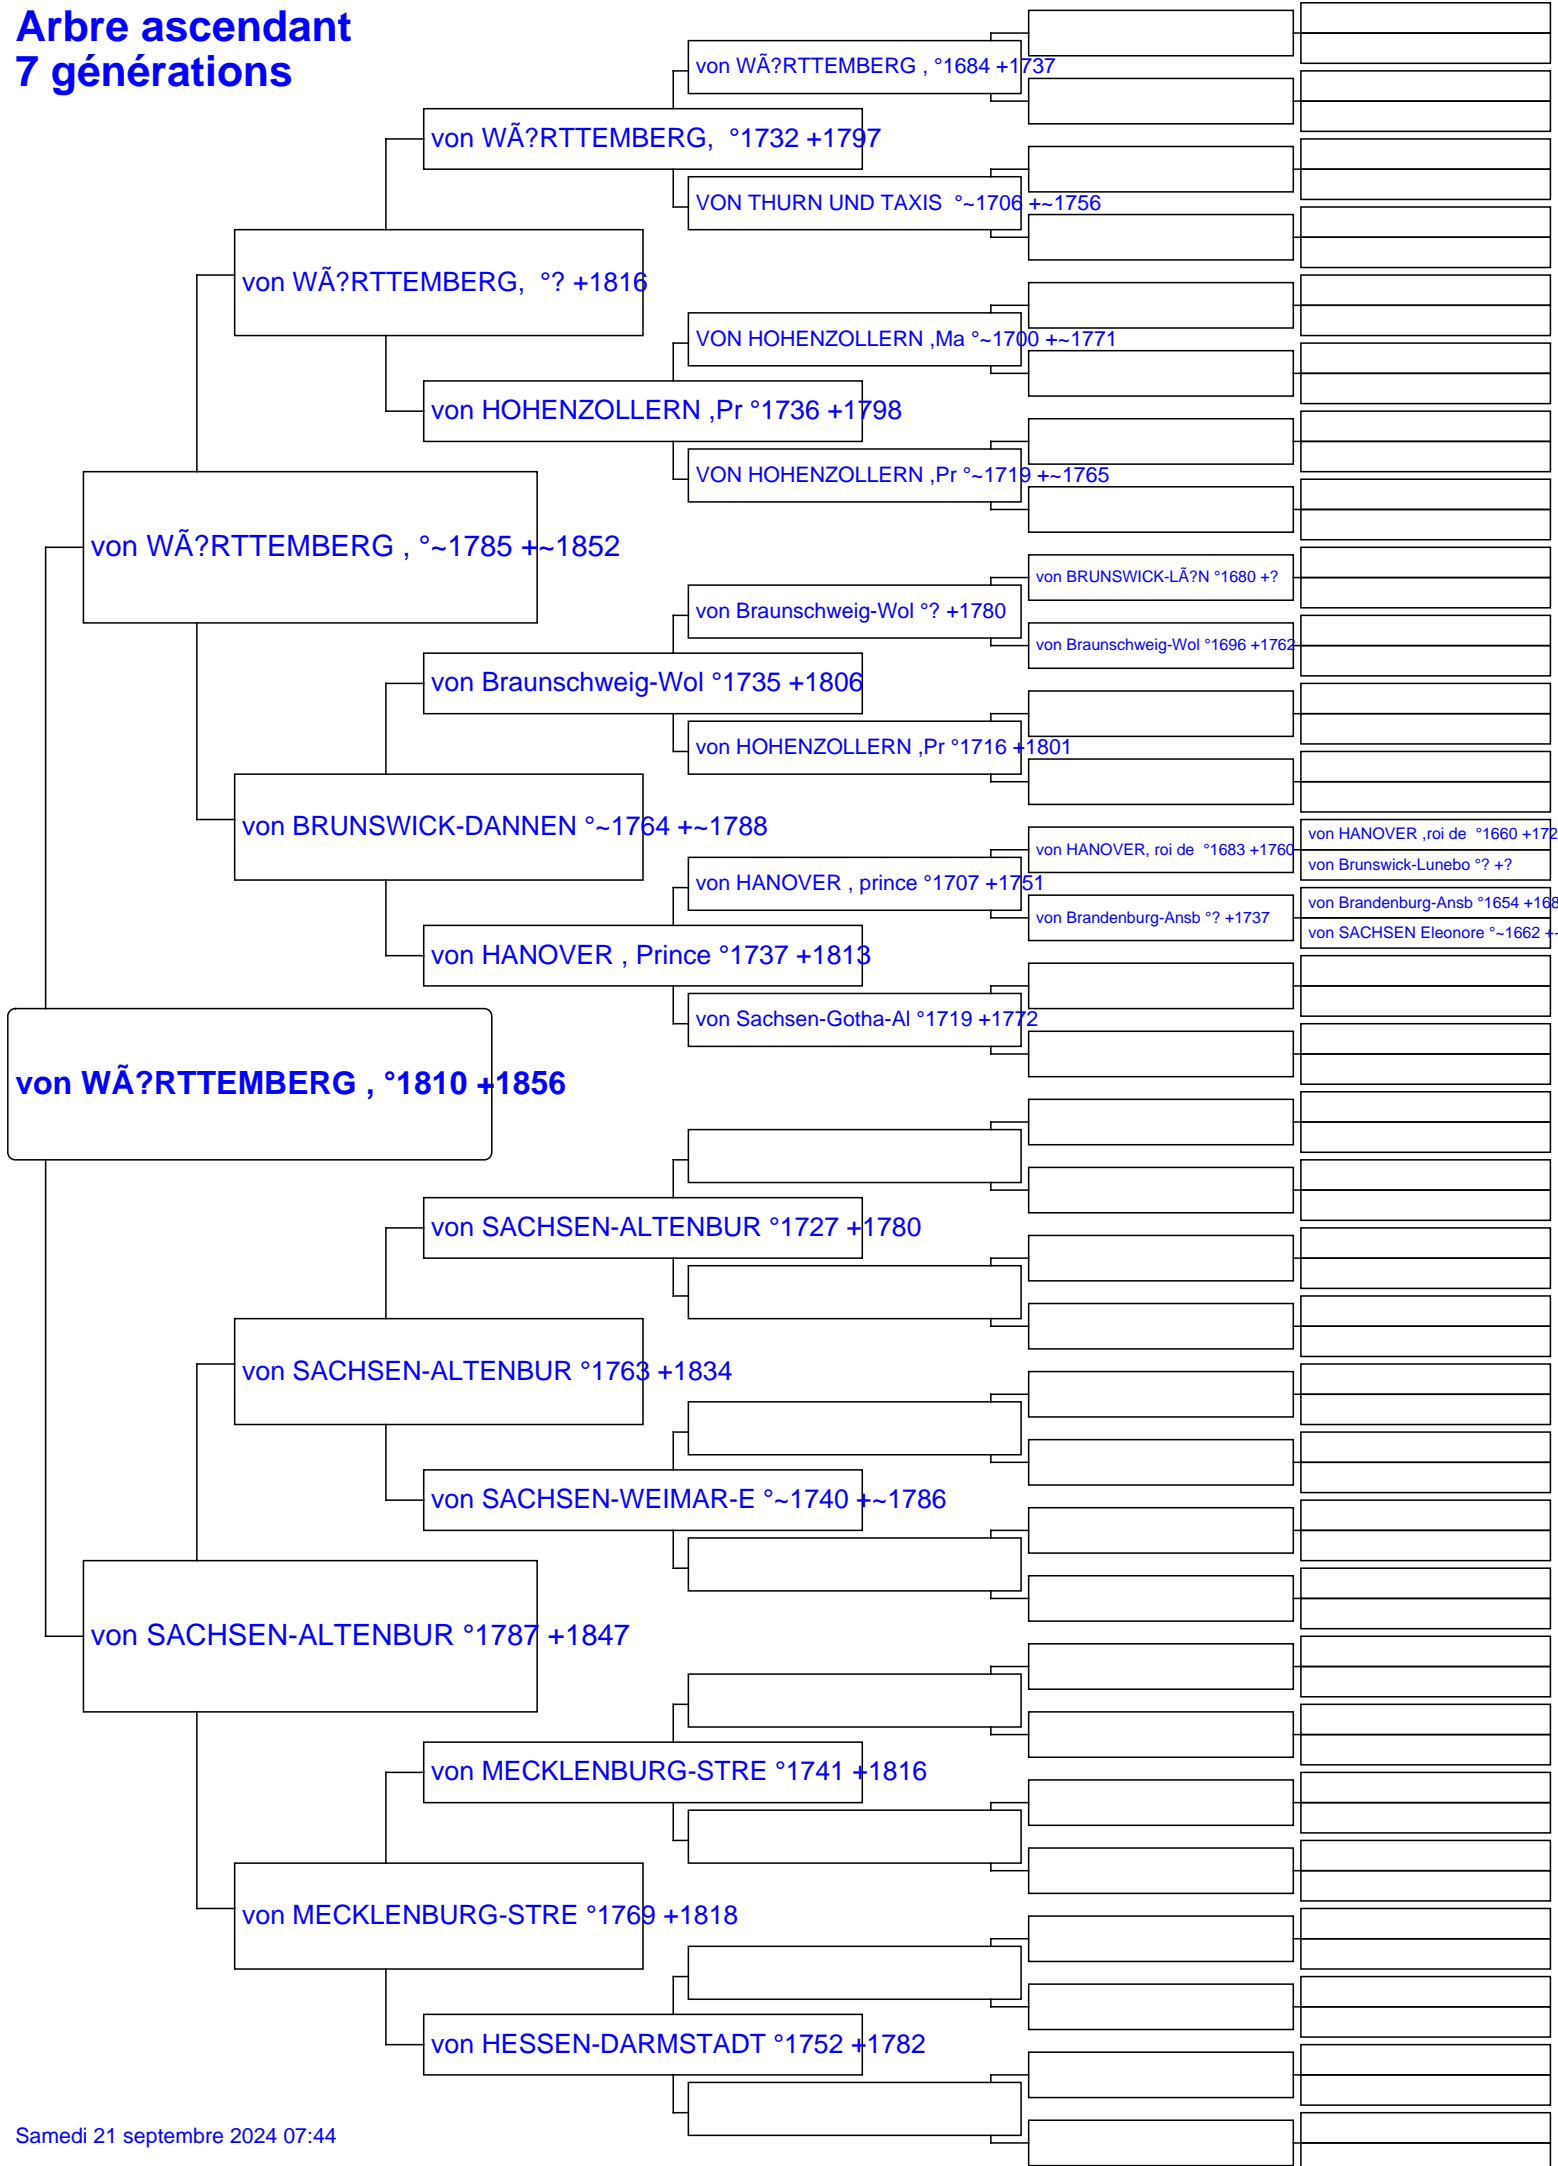 Arbre ascendant
7 générations
von WÃ?RTTEMBERG , °1684 +1737
von WÃ?RTTEMBERG,  °1732 +1797
VON THURN UND TAXIS  °~1706 +~1756
von WÃ?RTTEMBERG,  °? +1816
VON HOHENZOLLERN ,Ma °~1700 +~1771
von HOHENZOLLERN ,Pr °1736 +1798
VON HOHENZOLLERN ,Pr °~1719 +~1765
von WÃ?RTTEMBERG , °~1785 +~1852
von BRUNSWICK-LÃ?N °1680 +?
von Braunschweig-Wol °? +1780
von Braunschweig-Wol °1696 +1762
von Braunschweig-Wol °1735 +1806
von HOHENZOLLERN ,Pr °1716 +1801
von BRUNSWICK-DANNEN °~1764 +~1788
von HANOVER ,roi de  °1660 +172
von HANOVER, roi de  °1683 +1760
von Brunswick-Lunebo °? +?
von HANOVER , prince °1707 +1751
von Brandenburg-Ansb °1654 +168
von Brandenburg-Ansb °? +1737
von SACHSEN Eleonore °~1662 +~
von HANOVER , Prince °1737 +1813
von Sachsen-Gotha-Al °1719 +1772
von WÃ?RTTEMBERG , °1810 +1856
von SACHSEN-ALTENBUR °1727 +1780
von SACHSEN-ALTENBUR °1763 +1834
von SACHSEN-WEIMAR-E °~1740 +~1786
von SACHSEN-ALTENBUR °1787 +1847
von MECKLENBURG-STRE °1741 +1816
von MECKLENBURG-STRE °1769 +1818
von HESSEN-DARMSTADT °1752 +1782
Samedi 21 septembre 2024 07:44